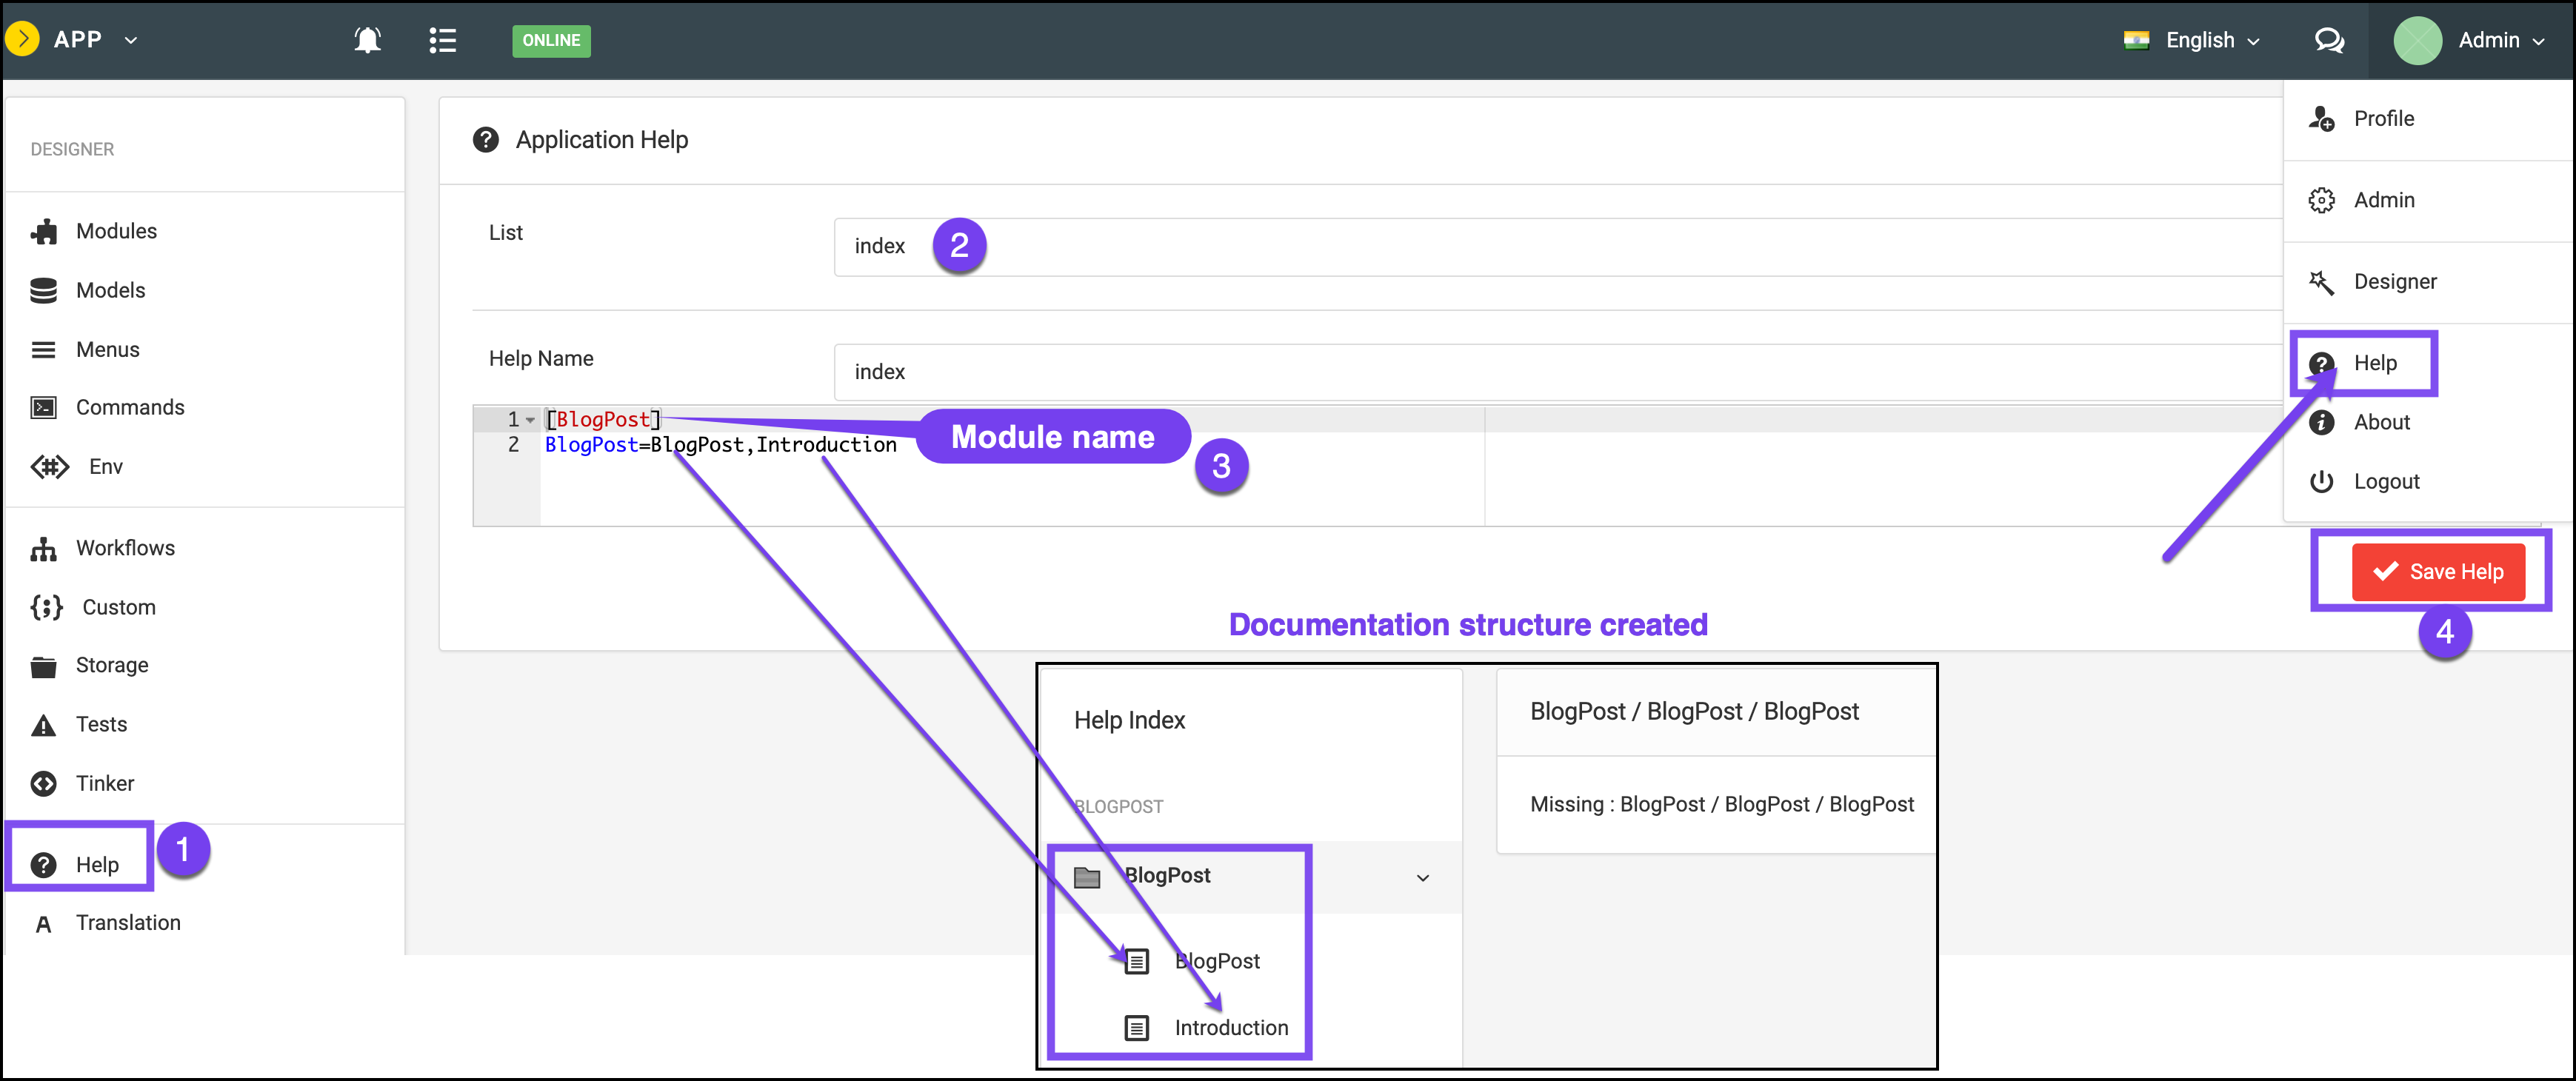 APP
ONLINE
English
Admin
DESIGNER
Modules
Models
Menus
Commands
Env
Workflows
Custom
Storage
Tests
Tinker
Help
1
Translation
Application Help
List
index
2
Help Name
index
1 [BlogPost]
2 BlogPost=BlogPost,Introduction
Module name
3
Profile
Admin
Designer
Help
About
Logout
Save Help
4
Documentation structure created
Help Index
BLOGPOST
BlogPost
BlogPost
Introduction
BlogPost / BlogPost / BlogPost
Missing : BlogPost / BlogPost / BlogPost